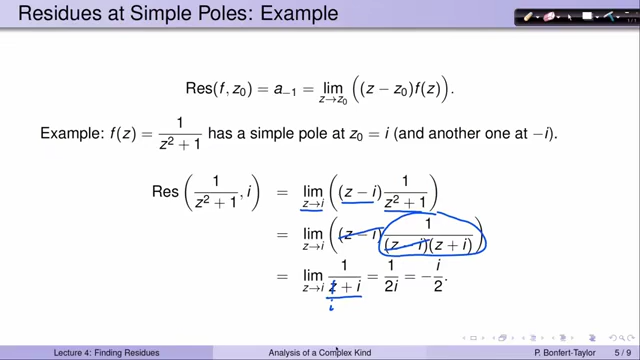 Residues at Simple Poles: Example
Res(f, z₀) = a₋₁ = lim_{z→z₀} ((z − z₀)f(z)).
Example: f(z) = 1/(z² + 1) has a simple pole at z₀ = i (and another one at −i).
Res (1/(z² + 1), i) = lim_{z→i} ((z − i) 1/(z² + 1))
= lim_{z→i} ((z − i) 1/((z − i)(z + i)))
= lim_{z→i} 1/(z + i) = 1/(2i) = −i/2.
i
Lecture 4: Finding Residues Analysis of a Complex Kind P. Bonfert-Taylor 5 / 9